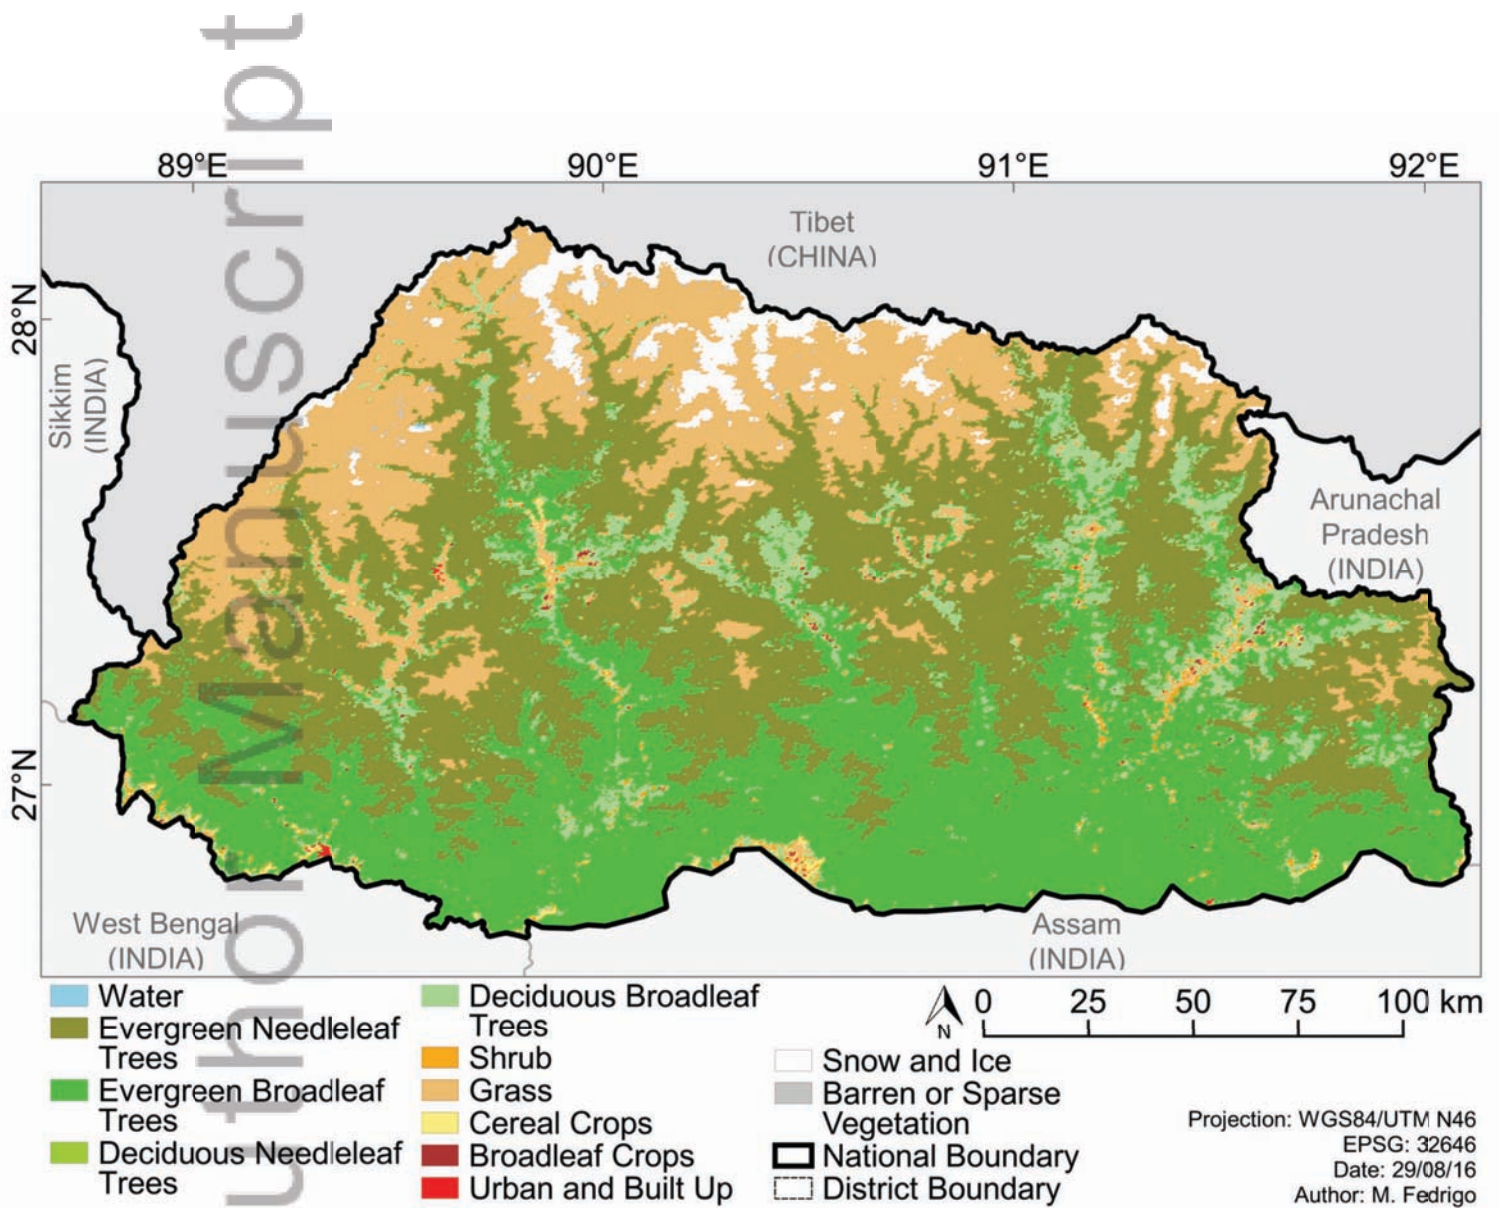 uthor Manuscript
89°E 90°E 91°E 92°E
Tibet
(CHINA)
28°N
Sikkim
(INDIA)
Arunachal
Pradesh
(INDIA)
27°N
West Bengal
(INDIA)
Assam
(INDIA)
Water
Evergreen Needleleaf
Trees
Evergreen Broadleaf
Trees
Deciduous Needleleaf
Trees
Deciduous Broadleaf
Trees
Shrub
Grass
Cereal Crops
Broadleaf Crops
Urban and Built Up
N
0 25 50 75 100 km
Snow and Ice
Barren or Sparse
Vegetation
National Boundary
District Boundary
Projection: WGS84/UTM N46
EPSG: 32646
Date: 29/08/16
Author: M. Fedrigo